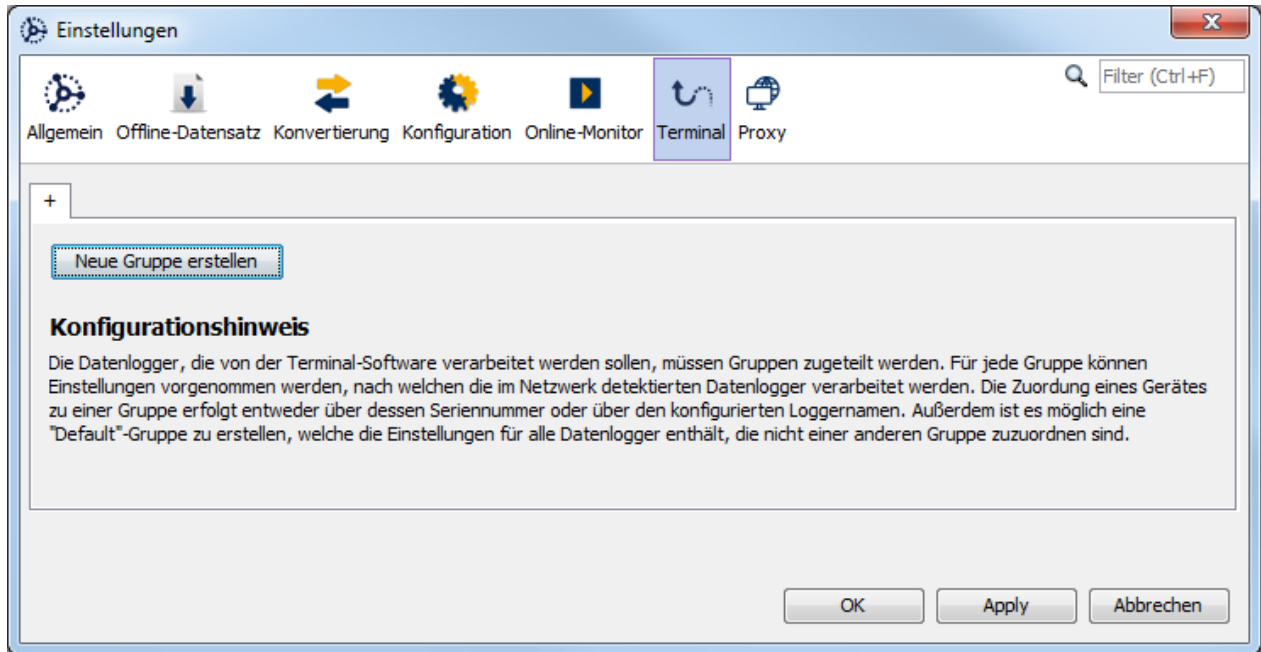 Einstellungen
Filter (Ctrl+F)
Allgemein Offline-Datensatz Konvertierung Konfiguration Online-Monitor Terminal Proxy
+
Neue Gruppe erstellen
Konfigurationshinweis
Die Datenlogger, die von der Terminal-Software verarbeitet werden sollen, müssen Gruppen zugeteilt werden. Für jede Gruppe können
Einstellungen vorgenommen werden, nach welchen die im Netzwerk detektierten Datenlogger verarbeitet werden. Die Zuordung eines Gerätes
zu einer Gruppe erfolgt entweder über dessen Seriennummer oder über den konfigurierten Loggernamen. Außerdem ist es möglich eine
"Default"-Gruppe zu erstellen, welche die Einstellungen für alle Datenlogger enthält, die nicht einer anderen Gruppe zuzuordnen sind.
OK Apply Abbrechen